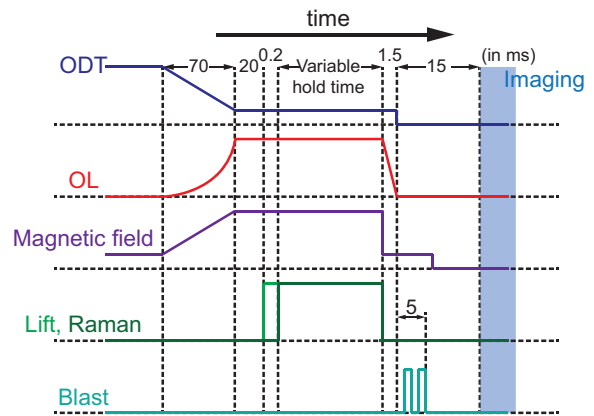 time
ODT
70
20
0.2
Variable
hold time
1.5
15
(in ms)
Imaging
OL
Magnetic field
Lift, Raman
5
Blast